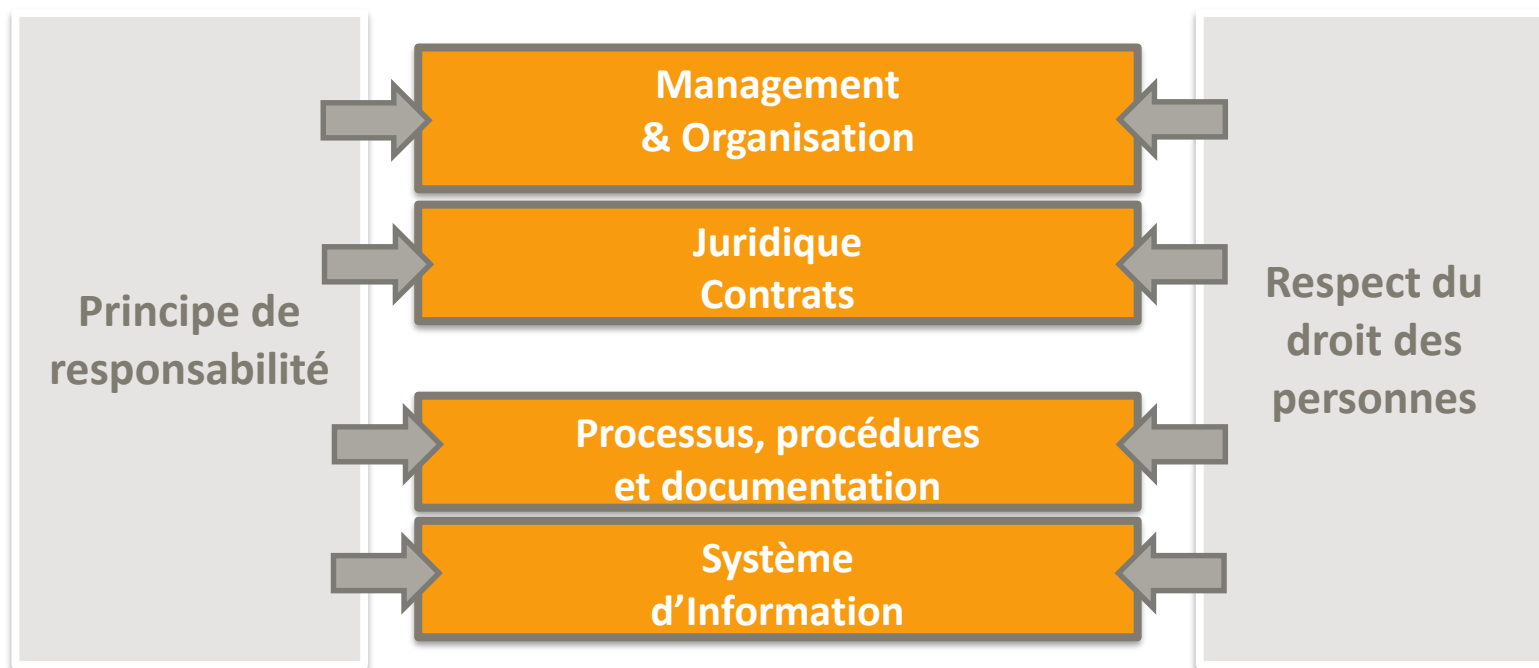 Management
& Organisation
Juridique
Contrats
Principe de
responsabilité
Respect du
droit des
personnes
Processus, procédures
et documentation
Système
d’Information